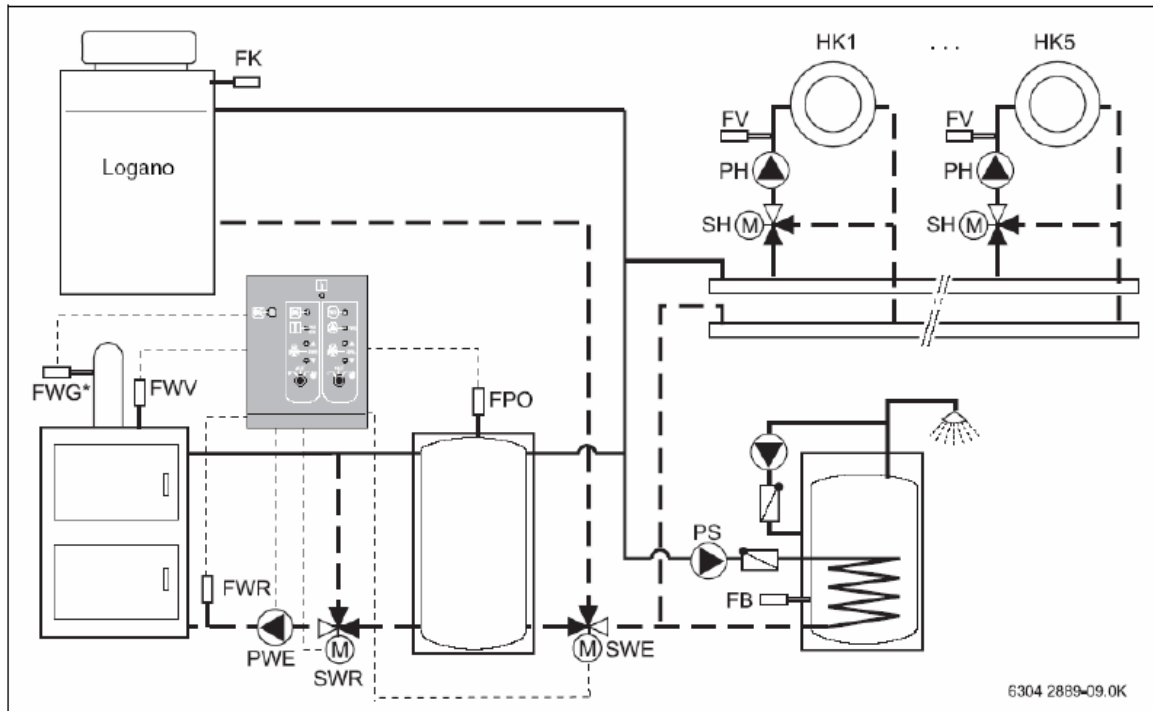 HK1 ... HK5
FK
FV FV
Logano
PH PH
SH M SH M
FWG* FWV FPO
PS
FWR FB
PWE M M SWE
SWR
6304 2889-09.0K